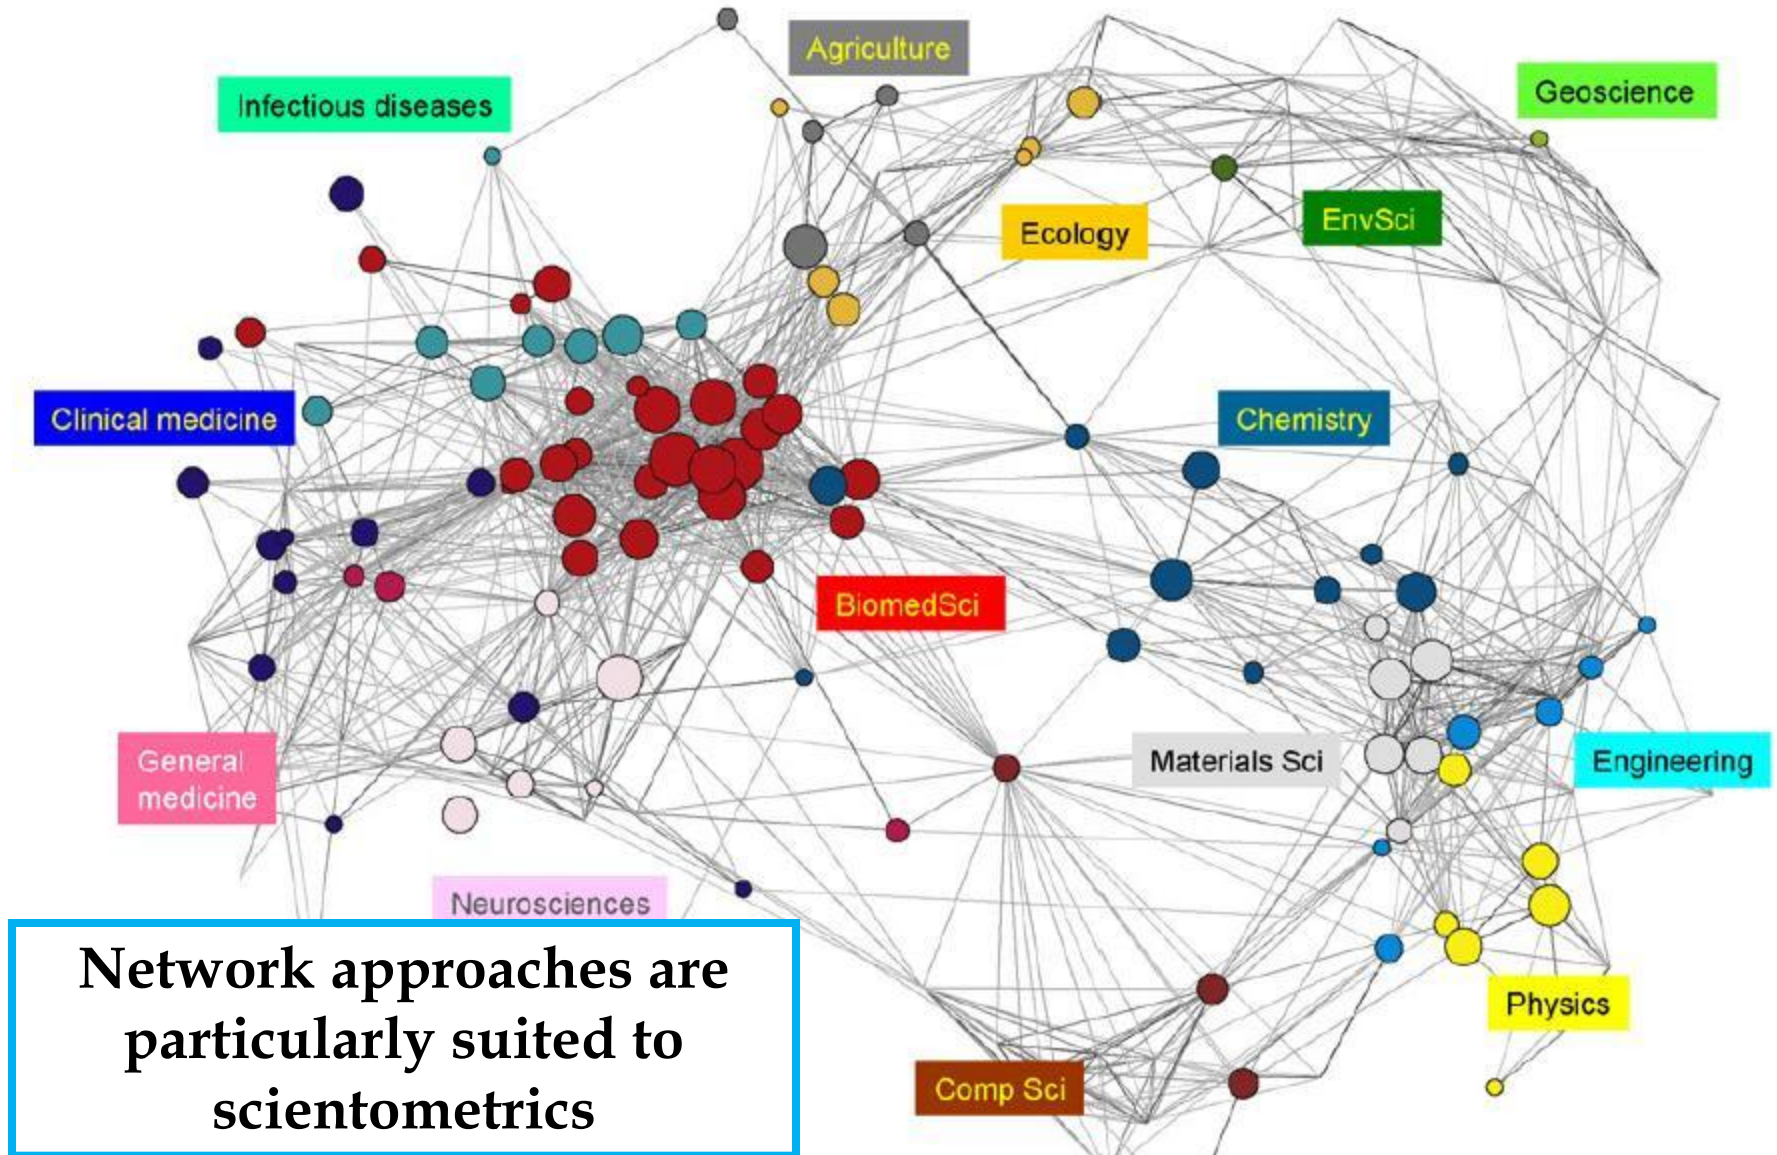 Agriculture
Infectious diseases
Geoscience
EnvSci
Ecology
Clinical medicine
Chemistry
BiomedSci
General
medicine
Materials Sci
Engineering
Neurosciences
Network approaches are
particularly suited to
scientometrics
Physics
Comp Sci